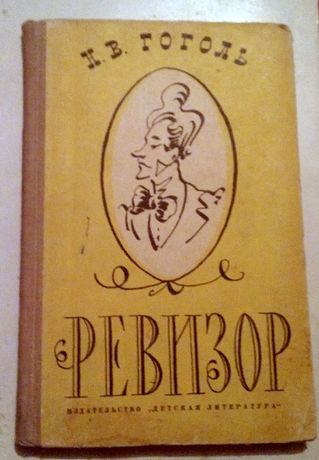 Н. В. ГОГОЛЬ
РЕВИЗОР
ИЗДАТЕЛЬСТВО „ДЕТСКАЯ ЛИТЕРАТУРА“